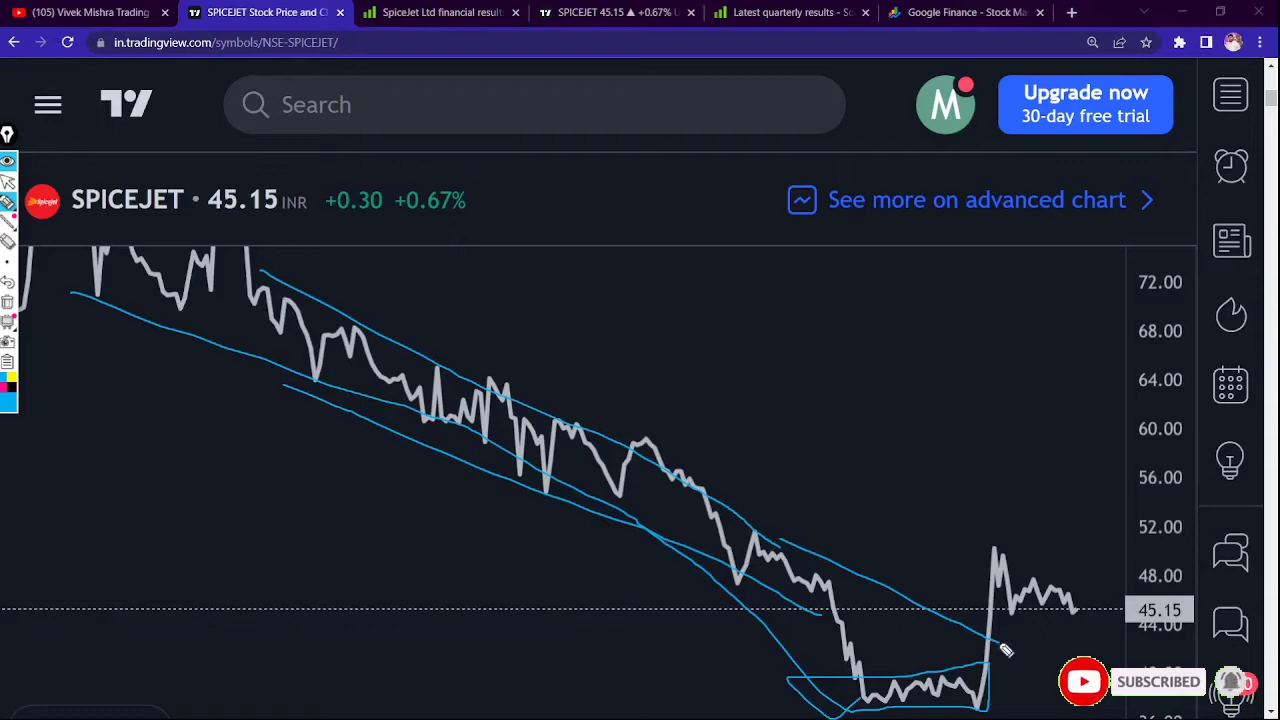 (105) Vivek Mishra Trading
SPICEJET Stock Price and C
SpiceJet Ltd financial results
SPICEJET 45.15 ▲ +0.67% U
Latest quarterly results - Sc
Google Finance - Stock Ma
in.tradingview.com/symbols/NSE-SPICEJET/
Search
M
Upgrade now
30-day free trial
SPICEJET • 45.15 INR +0.30 +0.67%
See more on advanced chart
72.00
68.00
64.00
60.00
56.00
52.00
48.00
45.15
44.00
SUBSCRIBED